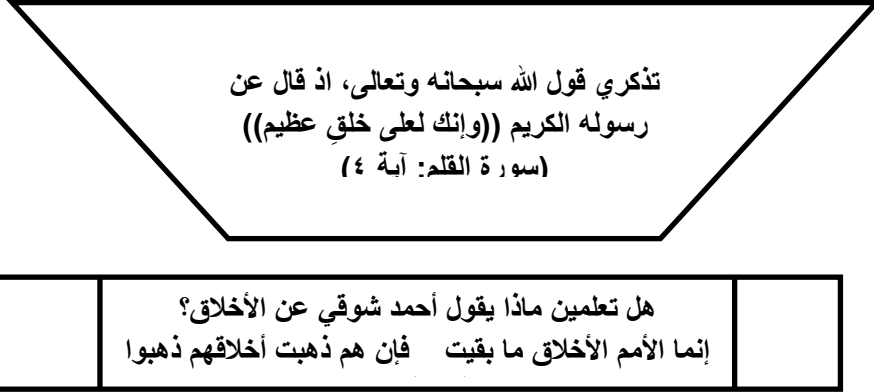 تذكري قول الله سبحانه وتعالى، اذ قال عن
رسوله الكريم ((وإنك لعلى خلقِ عظيم))
(سورة القلم: آية ٤)
هل تعلمين ماذا يقول أحمد شوقي عن الأخلاق؟
إنما الأمم الأخلاق ما بقيت    فإن هم ذهبت أخلاقهم ذهبوا